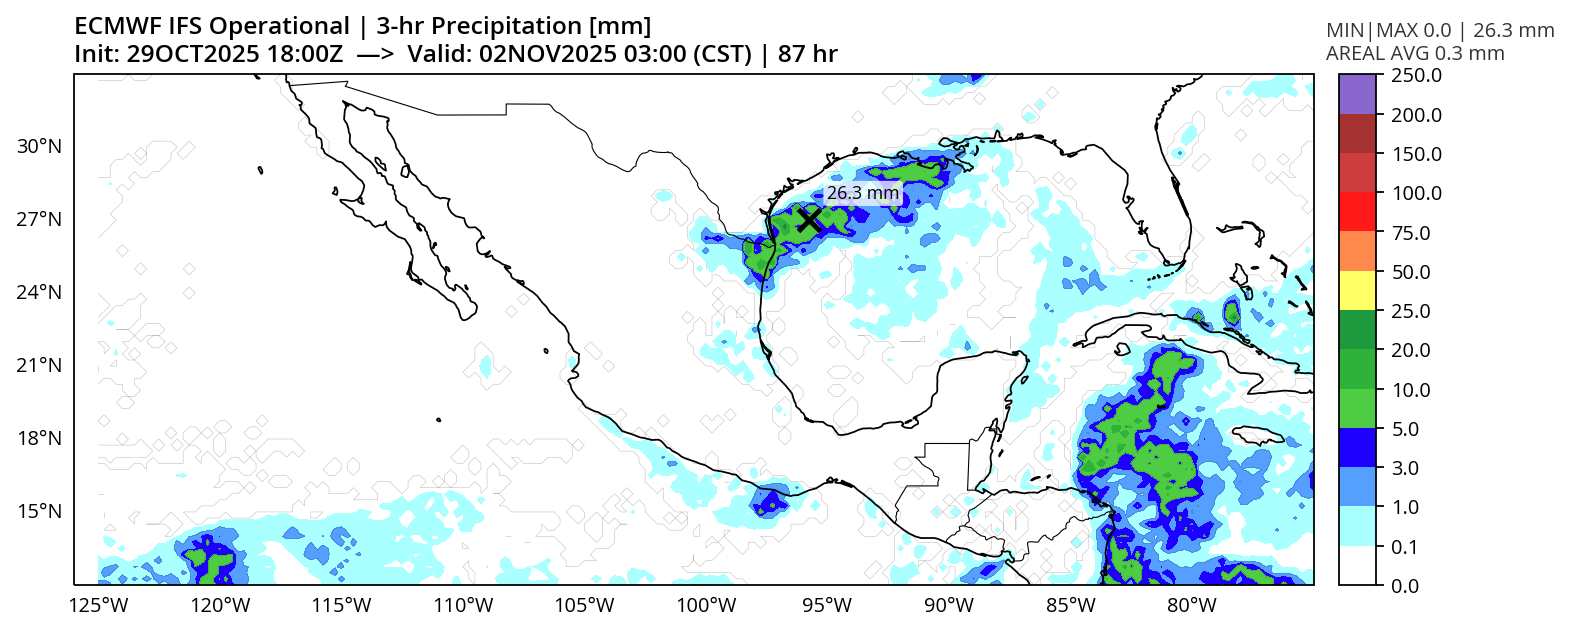 ECMWF IFS Operational | 3-hr Precipitation [mm]
Init: 29OCT2025 18:00Z —> Valid: 02NOV2025 03:00 (CST) | 87 hr
MIN|MAX 0.0 | 26.3 mm
AREAL AVG 0.3 mm
30°N
27°N
24°N
21°N
18°N
15°N
26.3 mm
125°W
120°W
115°W
110°W
105°W
100°W
95°W
90°W
85°W
80°W
250.0
200.0
150.0
100.0
75.0
50.0
25.0
20.0
10.0
5.0
3.0
1.0
0.1
0.0